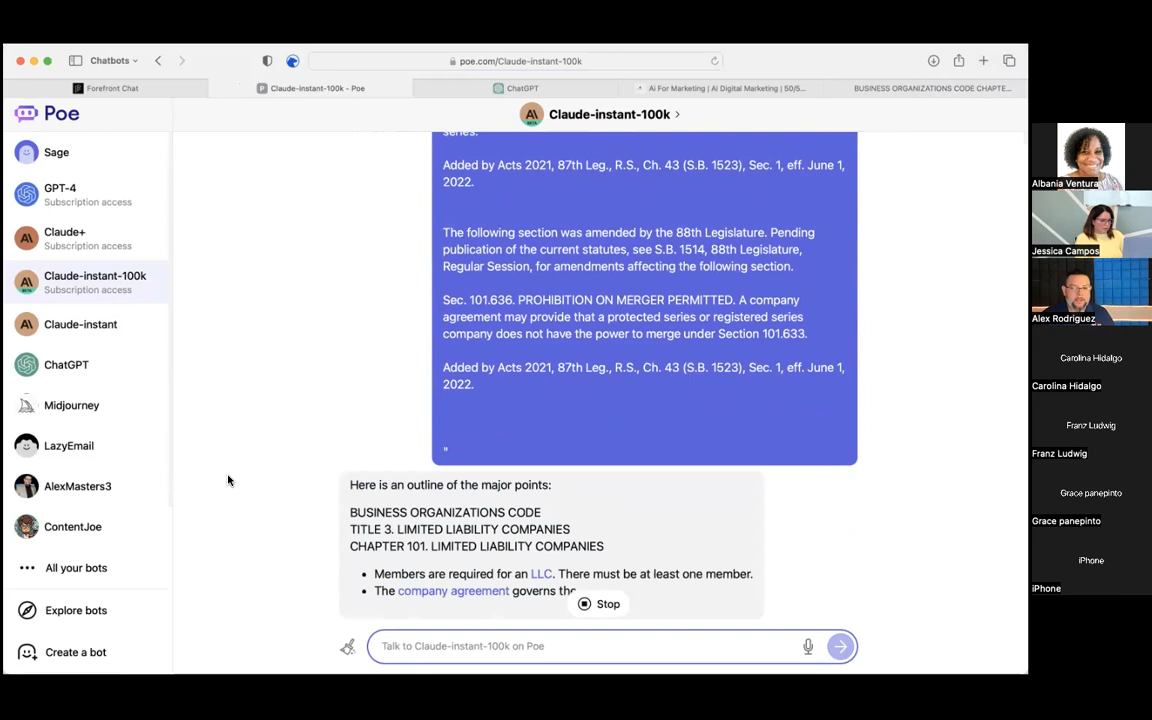 Chatbots
poe.com/Claude-instant-100k
Forefront Chat
Claude-instant-100k - Poe
ChatGPT
Ai For Marketing | Ai Digital Marketing | 50/5...
BUSINESS ORGANIZATIONS CODE CHAPTE...
Poe
Claude-instant-100k
Sage
GPT-4
Subscription access
Claude+
Subscription access
Claude-instant-100k
Subscription access
Claude-instant
ChatGPT
Midjourney
LazyEmail
AlexMasters3
ContentJoe
All your bots
Explore bots
Create a bot
series.
Added by Acts 2021, 87th Leg., R.S., Ch. 43 (S.B. 1523), Sec. 1, eff. June 1,
2022.
The following section was amended by the 88th Legislature. Pending
publication of the current statutes, see S.B. 1514, 88th Legislature,
Regular Session, for amendments affecting the following section.
Sec. 101.636. PROHIBITION ON MERGER PERMITTED. A company
agreement may provide that a protected series or registered series
company does not have the power to merge under Section 101.633.
Added by Acts 2021, 87th Leg., R.S., Ch. 43 (S.B. 1523), Sec. 1, eff. June 1,
2022.
"
Here is an outline of the major points:
BUSINESS ORGANIZATIONS CODE
TITLE 3. LIMITED LIABILITY COMPANIES
CHAPTER 101. LIMITED LIABILITY COMPANIES
• Members are required for an LLC. There must be at least one member.
• The company agreement governs the
Stop
Talk to Claude-instant-100k on Poe
Albania Ventura
Jessica Campos
Alex Rodriguez
Carolina Hidalgo
Carolina Hidalgo
Franz Ludwig
Franz Ludwig
Grace panepinto
Grace panepinto
iPhone
iPhone